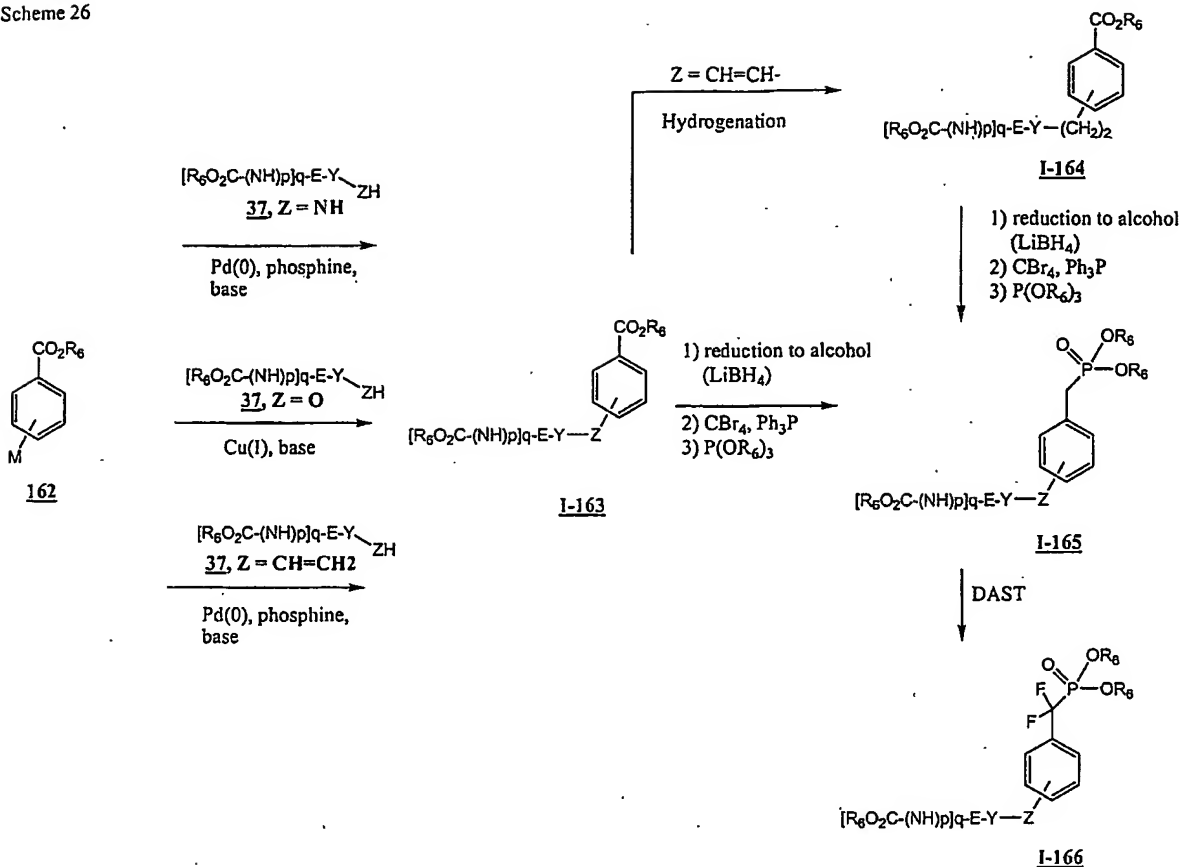 Scheme 26
CO₂R₆
Z = CH=CH-
Hydrogenation
[R₆O₂C-(NH)p]q-E-Y—(CH₂)₂
I-164
[R₆O₂C-(NH)p]q-E-Y
ZH
37, Z = NH
Pd(0), phosphine,
base
1) reduction to alcohol
(LiBH₄)
2) CBr₄, Ph₃P
3) P(OR₆)₃
CO₂R₆
M
162
[R₆O₂C-(NH)p]q-E-Y
ZH
37, Z = O
Cu(I), base
CO₂R₆
[R₆O₂C-(NH)p]q-E-Y—Z
I-163
1) reduction to alcohol
(LiBH₄)
2) CBr₄, Ph₃P
3) P(OR₆)₃
O
P
OR₆
OR₆
[R₆O₂C-(NH)p]q-E-Y—Z
I-165
[R₆O₂C-(NH)p]q-E-Y
ZH
37, Z = CH=CH2
Pd(0), phosphine,
base
DAST
O
P
OR₆
OR₆
F
F
[R₆O₂C-(NH)p]q-E-Y—Z
I-166